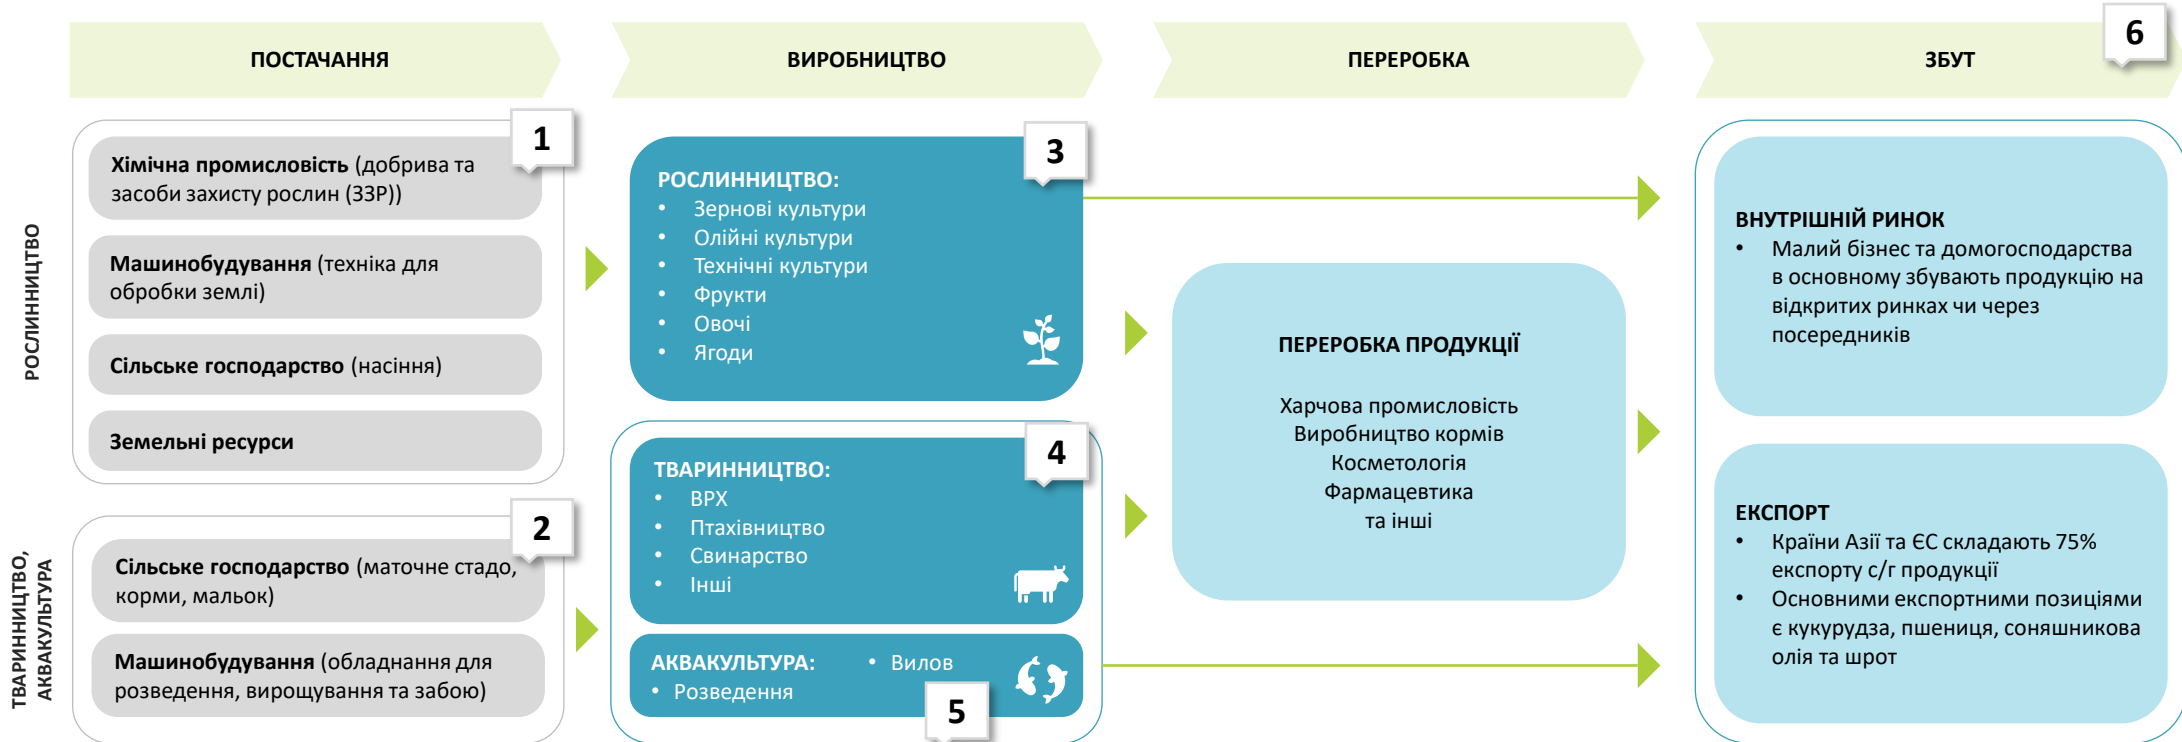 ПОСТАЧАННЯ
ВИРОБНИЦТВО
ПЕРЕРОБКА
ЗБУТ
6
РОСЛИННИЦТВО
1
Хімічна промисловість (добрива та
засоби захисту рослин (ЗЗР))
Машинобудування (техніка для
обробки землі)
Сільське господарство (насіння)
Земельні ресурси
ТВАРИННИЦТВО,
АКВАКУЛЬТУРА
2
Сільське господарство (маточне стадо,
корми, мальок)
Машинобудування (обладнання для
розведення, вирощування та забою)
3
РОСЛИННИЦТВО:
• Зернові культури
• Олійні культури
• Технічні культури
• Фрукти
• Овочі
• Ягоди
4
ТВАРИННИЦТВО:
• ВРХ
• Птахівництво
• Свинарство
• Інші
АКВАКУЛЬТУРА: • Вилов
• Розведення
5
ПЕРЕРОБКА ПРОДУКЦІЇ
Харчова промисловість
Виробництво кормів
Косметологія
Фармацевтика
та інші
ВНУТРІШНІЙ РИНОК
• Малий бізнес та домогосподарства
в основному збувають продукцію на
відкритих ринках чи через
посередників
ЕКСПОРТ
• Країни Азії та ЄС складають 75%
експорту с/г продукції
• Основними експортними позиціями
є кукурудза, пшениця, соняшникова
олія та шрот